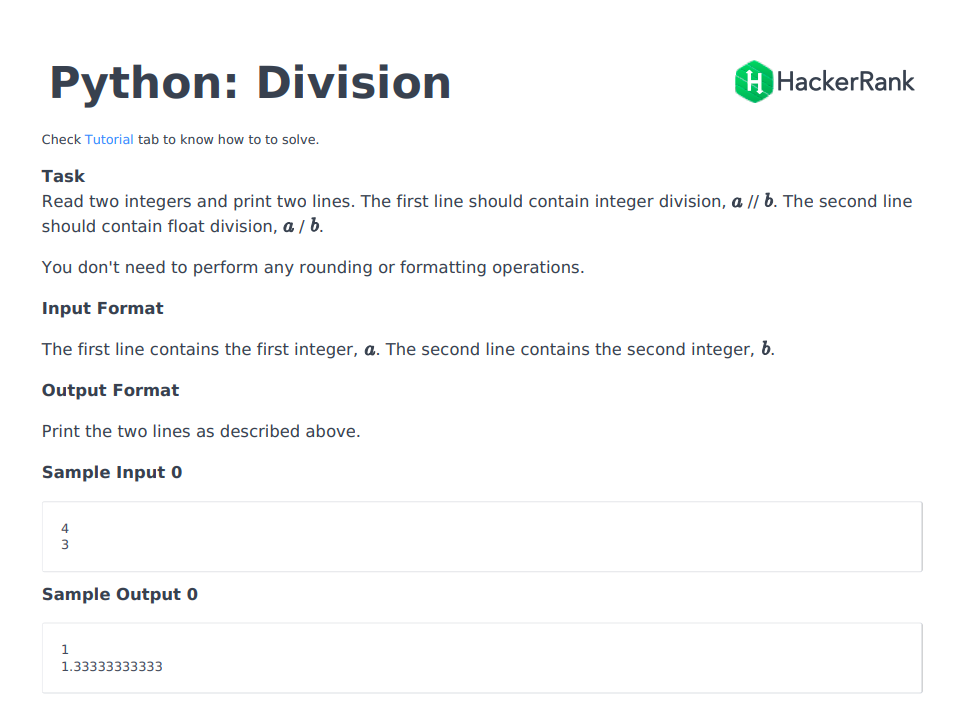 Python: Division
HackerRank
Check Tutorial tab to know how to to solve.
Task
Read two integers and print two lines. The first line should contain integer division, a // b. The second line
should contain float division, a / b.
You don't need to perform any rounding or formatting operations.
Input Format
The first line contains the first integer, a. The second line contains the second integer, b.
Output Format
Print the two lines as described above.
Sample Input 0
4
3
Sample Output 0
1
1.33333333333